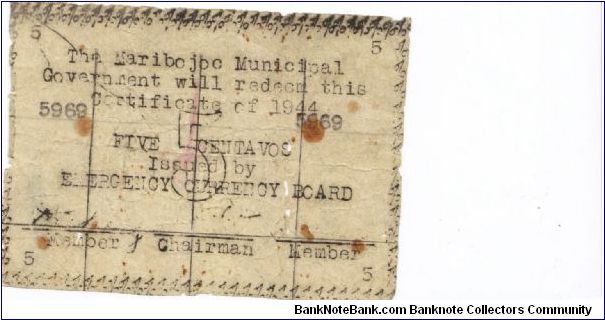 5 5
The Maribojoc Municipal
Government will redeem this
Certificate of 1944
5969 5969
5
FIVE CENTAVOS
Issued by
EMERGENCY CURRENCY BOARD
Member Chairman Member
5 5
BankNoteBank.com Banknote Collectors Community